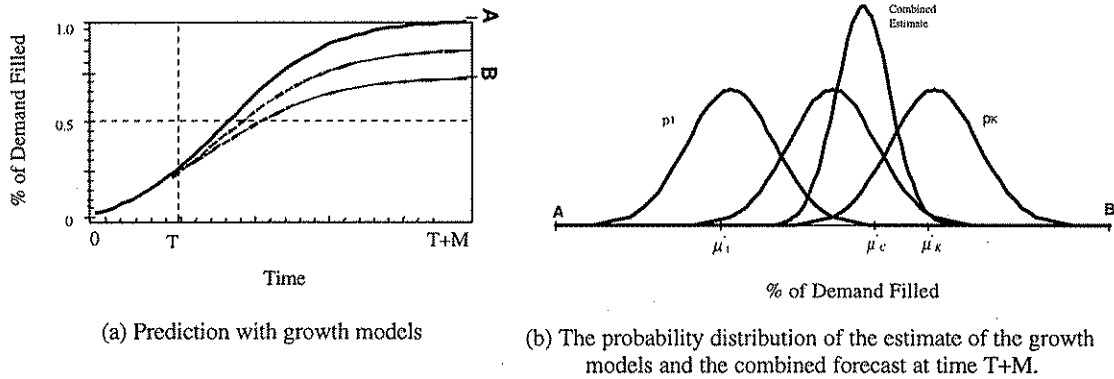 % of Demand Filled
1.0
0.5
0
A
B
0
T
T+M
Time
(a) Prediction with growth models
Combined
Estimate
p1
pK
A
B
μ1
μc
μK
% of Demand Filled
(b) The probability distribution of the estimate of the growth
models and the combined forecast at time T+M.